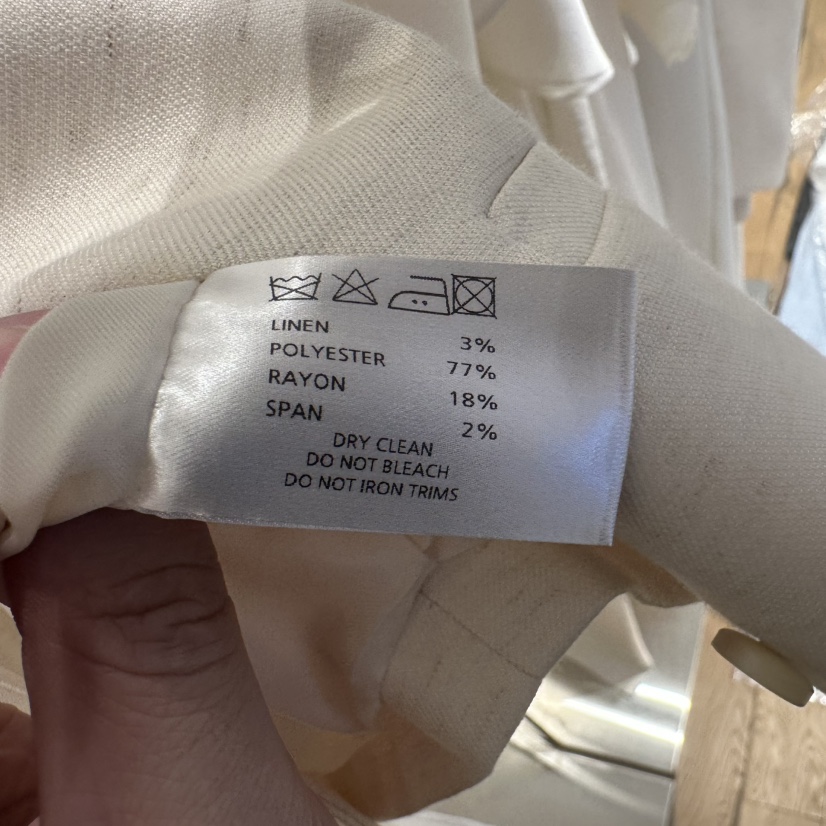 LINEN 3%
POLYESTER 77%
RAYON 18%
SPAN 2%
DRY CLEAN
DO NOT BLEACH
DO NOT IRON TRIMS